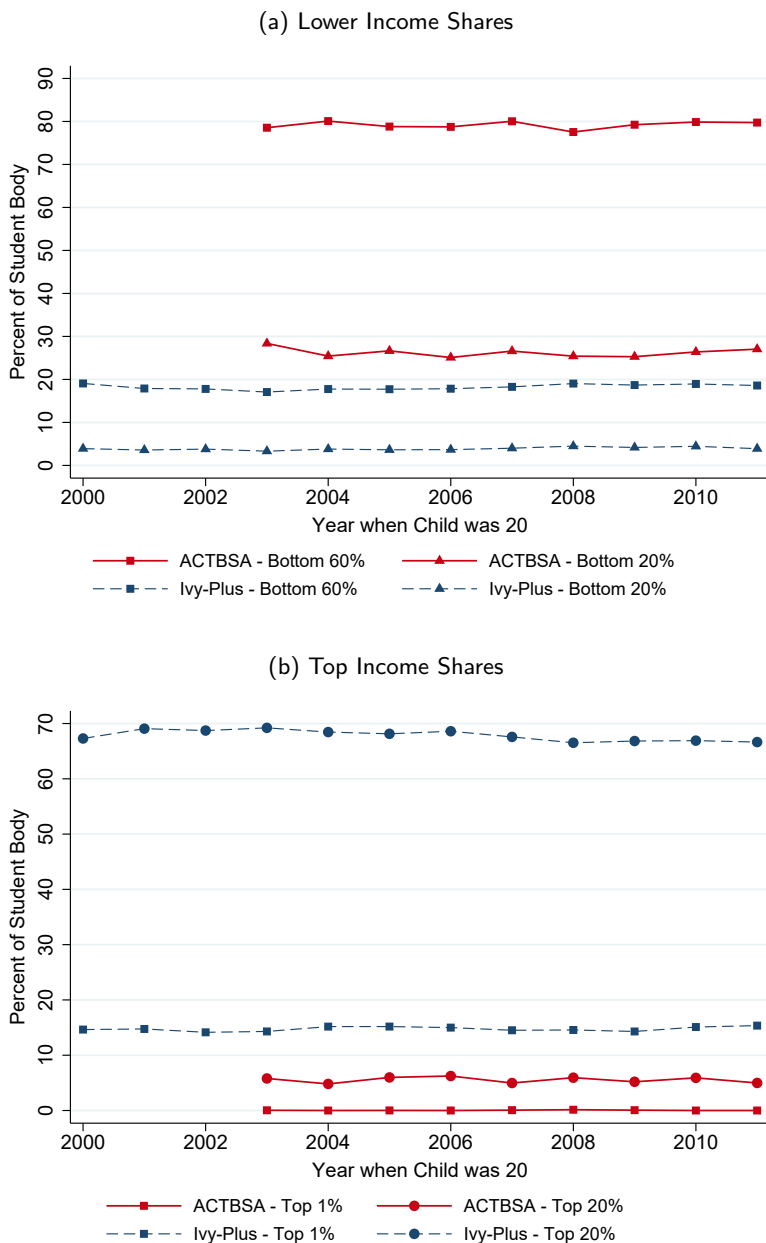 (a) Lower Income Shares
90
80
70
60
50
40
30
20
10
0
Percent of Student Body
2000 2002 2004 2006 2008 2010
Year when Child was 20
ACTBSA - Bottom 60% ACTBSA - Bottom 20%
Ivy-Plus - Bottom 60% Ivy-Plus - Bottom 20%
(b) Top Income Shares
70
60
50
40
30
20
10
0
Percent of Student Body
2000 2002 2004 2006 2008 2010
Year when Child was 20
ACTBSA - Top 1% ACTBSA - Top 20%
Ivy-Plus - Top 1% Ivy-Plus - Top 20%